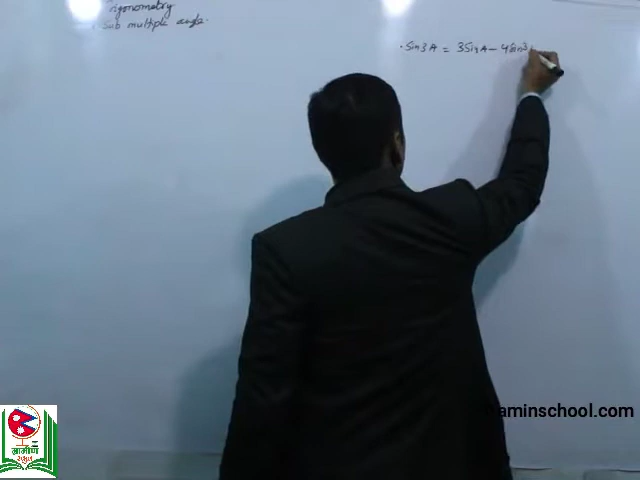 Trigonometry
. Sub multiple angle.
. Sin3A = 3SinA - 4Sin³
aminschool.com
ग्रामीण